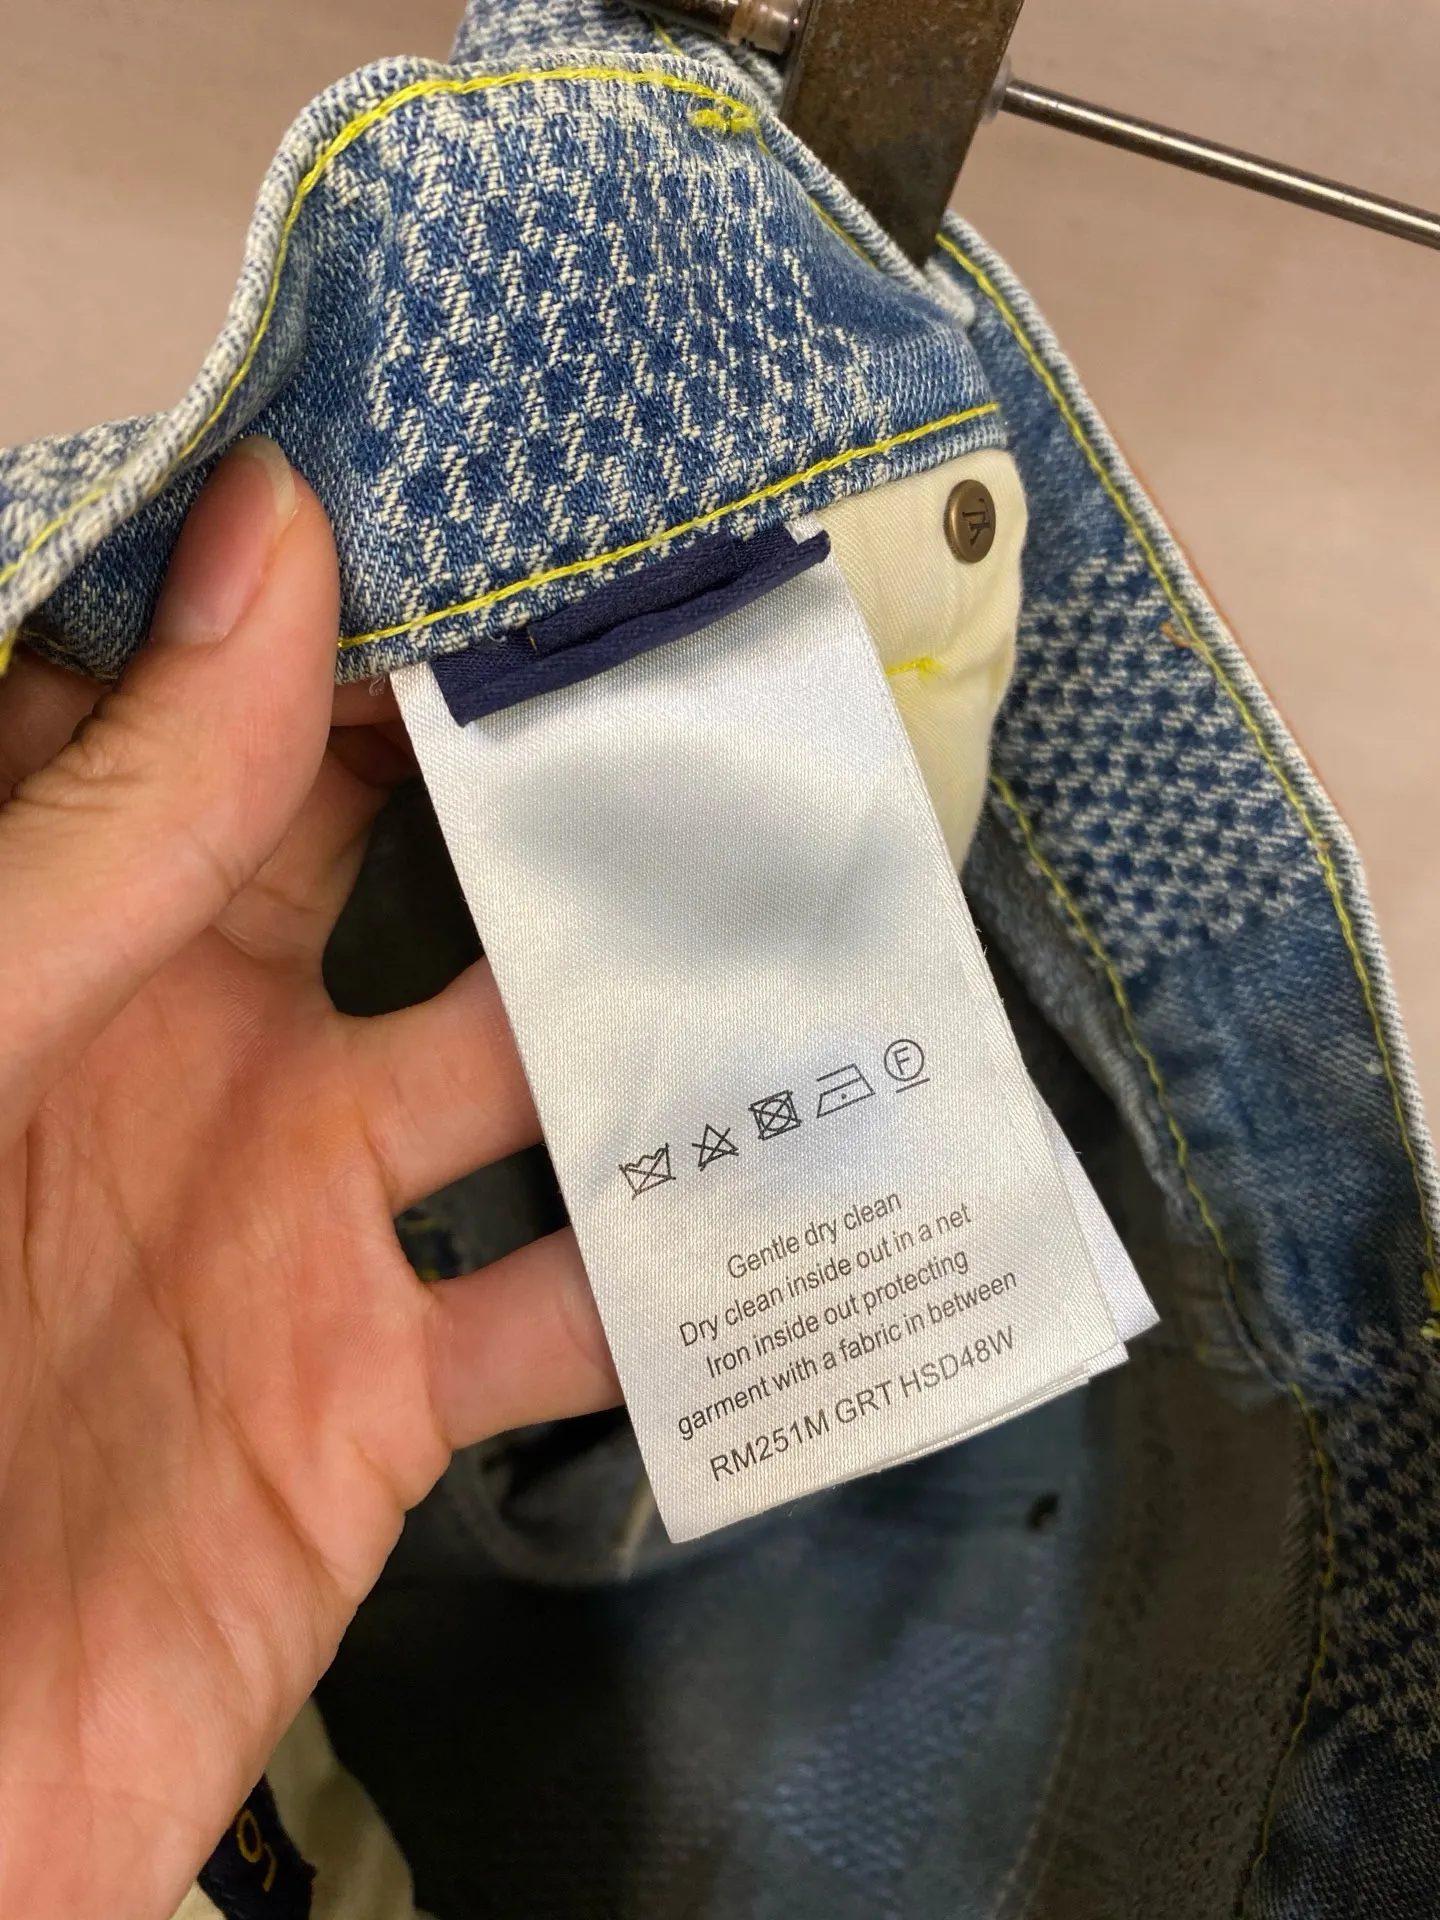 LV
F
Gentle dry clean
Dry clean inside out in a net
Iron inside out protecting
garment with a fabric in between
RM251M GRT HSD48W